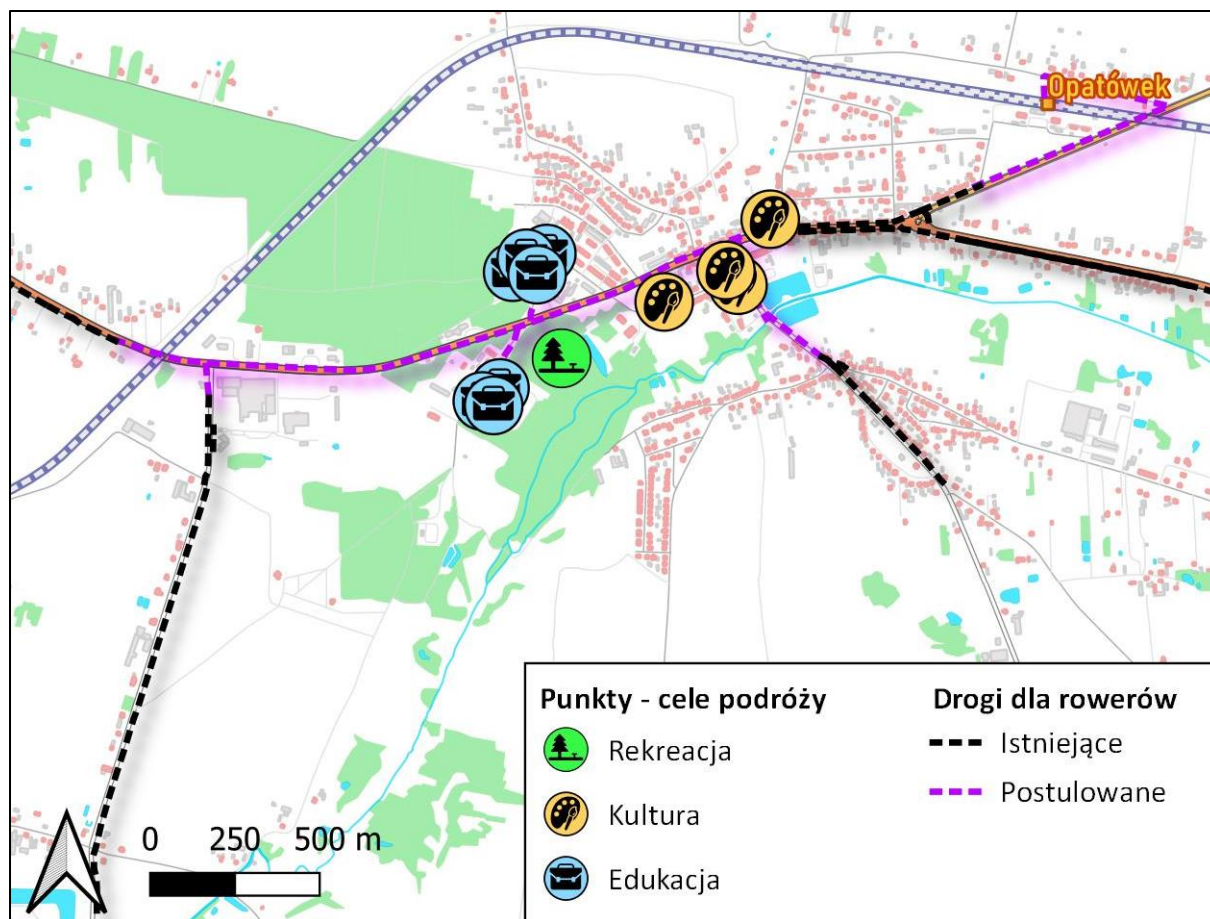 Opatówek
Punkty - cele podróży
Rekreacja
Kultura
Edukacja
Drogi dla rowerów
Istniejące
Postulowane
0 250 500 m